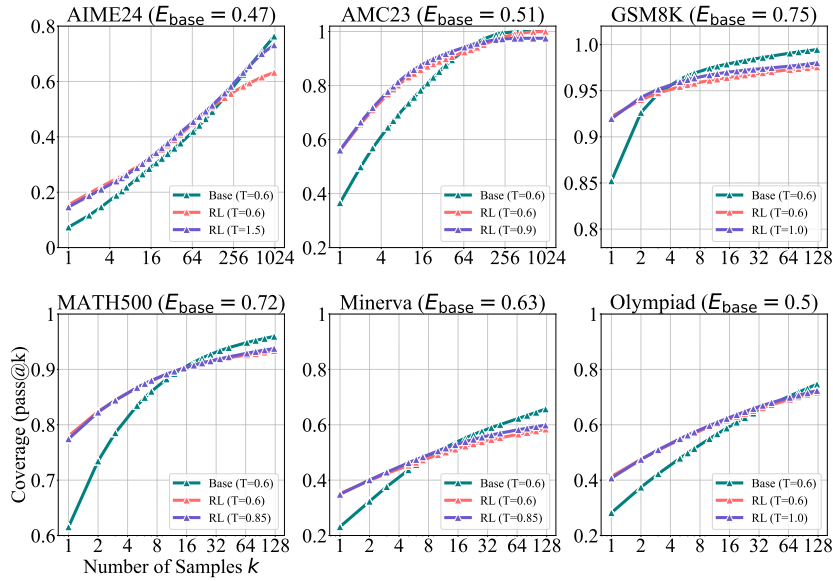 AIME24 (E_base = 0.47)
0.8
0.6
0.4
0.2
0
1
4
16
64
256
1024
Base (T=0.6)
RL (T=0.6)
RL (T=1.5)
AMC23 (E_base = 0.51)
1
0.8
0.6
0.4
0.2
1
4
16
64
256
1024
Base (T=0.6)
RL (T=0.6)
RL (T=0.9)
GSM8K (E_base = 0.75)
1.0
0.95
0.9
0.85
0.8
1
2
4
8
16
32
64
128
Base (T=0.6)
RL (T=0.6)
RL (T=1.0)
MATH500 (E_base = 0.72)
Coverage (pass@k)
1
0.9
0.8
0.7
0.6
1
2
4
8
16
32
64
128
Base (T=0.6)
RL (T=0.6)
RL (T=0.85)
Number of Samples k
Minerva (E_base = 0.63)
1
0.8
0.6
0.4
0.2
1
2
4
8
16
32
64
128
Base (T=0.6)
RL (T=0.6)
RL (T=0.85)
Olympiad (E_base = 0.5)
1
0.8
0.6
0.4
0.2
1
2
4
8
16
32
64
128
Base (T=0.6)
RL (T=0.6)
RL (T=1.0)